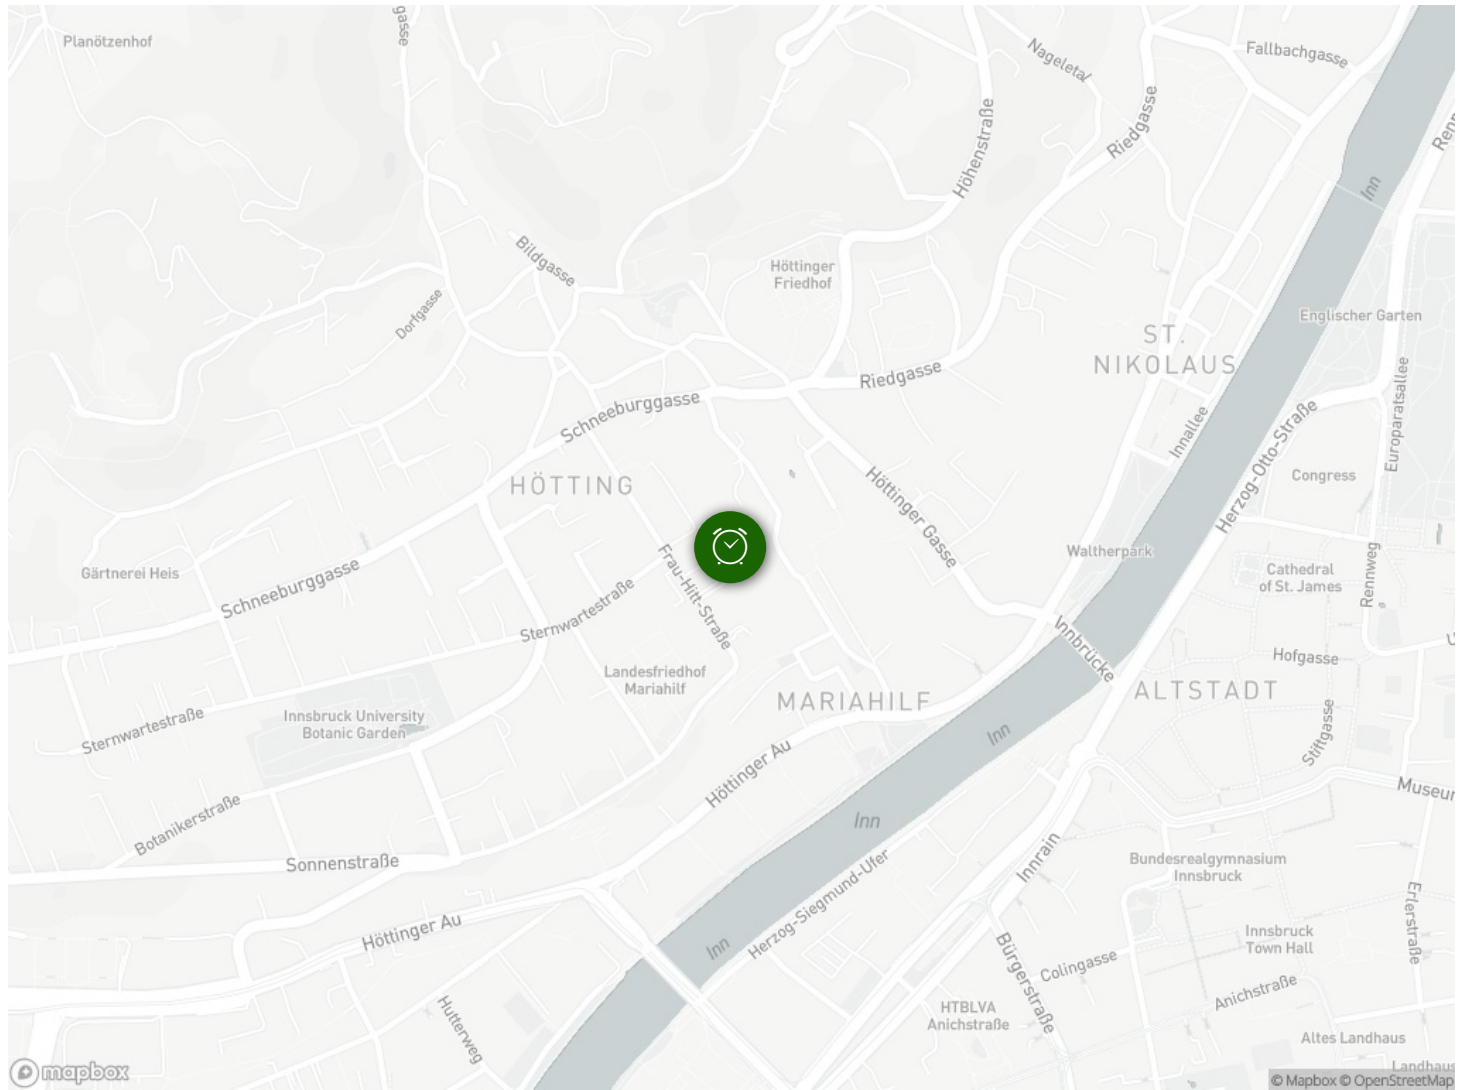 Planötzenhof
gasse
Nageletal
Fallbachgasse
Riedgasse
Höhenstraße
Inn
Bildgasse
Höttinger
Friedhof
Dorfgasse
Englischer Garten
ST.
NIKOLAUS
Riedgasse
Schneeburggasse
Innallee
Herzog-Otto-Straße
Europaratsallee
Congress
HÖTTING
Höttinger Gasse
Waltherpark
Cathedral
of St. James
Rennweg
Gärtnerei Heis
Schneeburggasse
Frau-Hitt-Straße
Sternwartestraße
Innbrücke
Hofgasse
Landesfriedhof
Mariahilf
MARIAHILF
ALTSTADT
Innsbruck University
Botanic Garden
Sternwartestraße
Inn
Stiftgasse
Höttinger Au
Museum
Inn
Botanikerstraße
Sonnenstraße
Innrain
Bundesrealgymnasium
Innsbruck
Herzog-Siegmund-Ufer
Erlerstraße
Höttinger Au
Inn
Innsbruck
Town Hall
Colingasse
Bürgerstraße
Anichstraße
Hutterweg
HTBLVA
Anichstraße
Altes Landhaus
Landhaus
mapbox
© Mapbox © OpenStreetMap